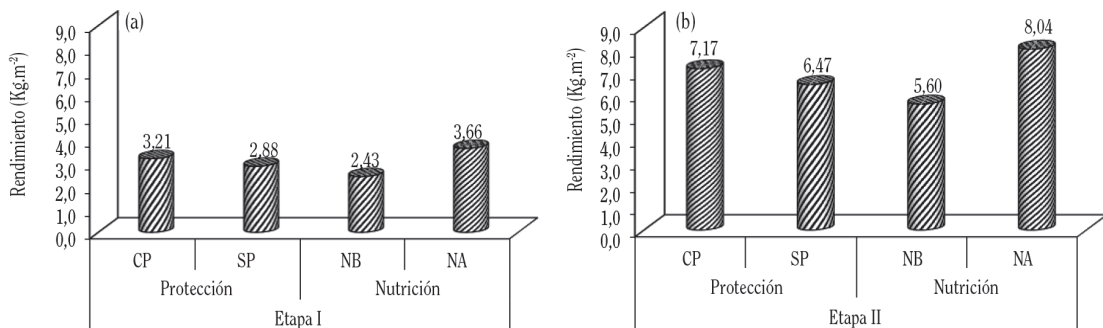 (a)
Rendimiento (Kg.m-2)
9,0
8,0
7,0
6,0
5,0
4,0
3,0
2,0
1,0
0,0
3,21
2,88
2,43
3,66
CP SP NB NA
Protección Nutrición
Etapa I
(b)
Rendimiento (Kg.m-2)
9,0
8,0
7,0
6,0
5,0
4,0
3,0
2,0
1,0
0,0
7,17
6,47
5,60
8,04
CP SP NB NA
Protección Nutrición
Etapa II